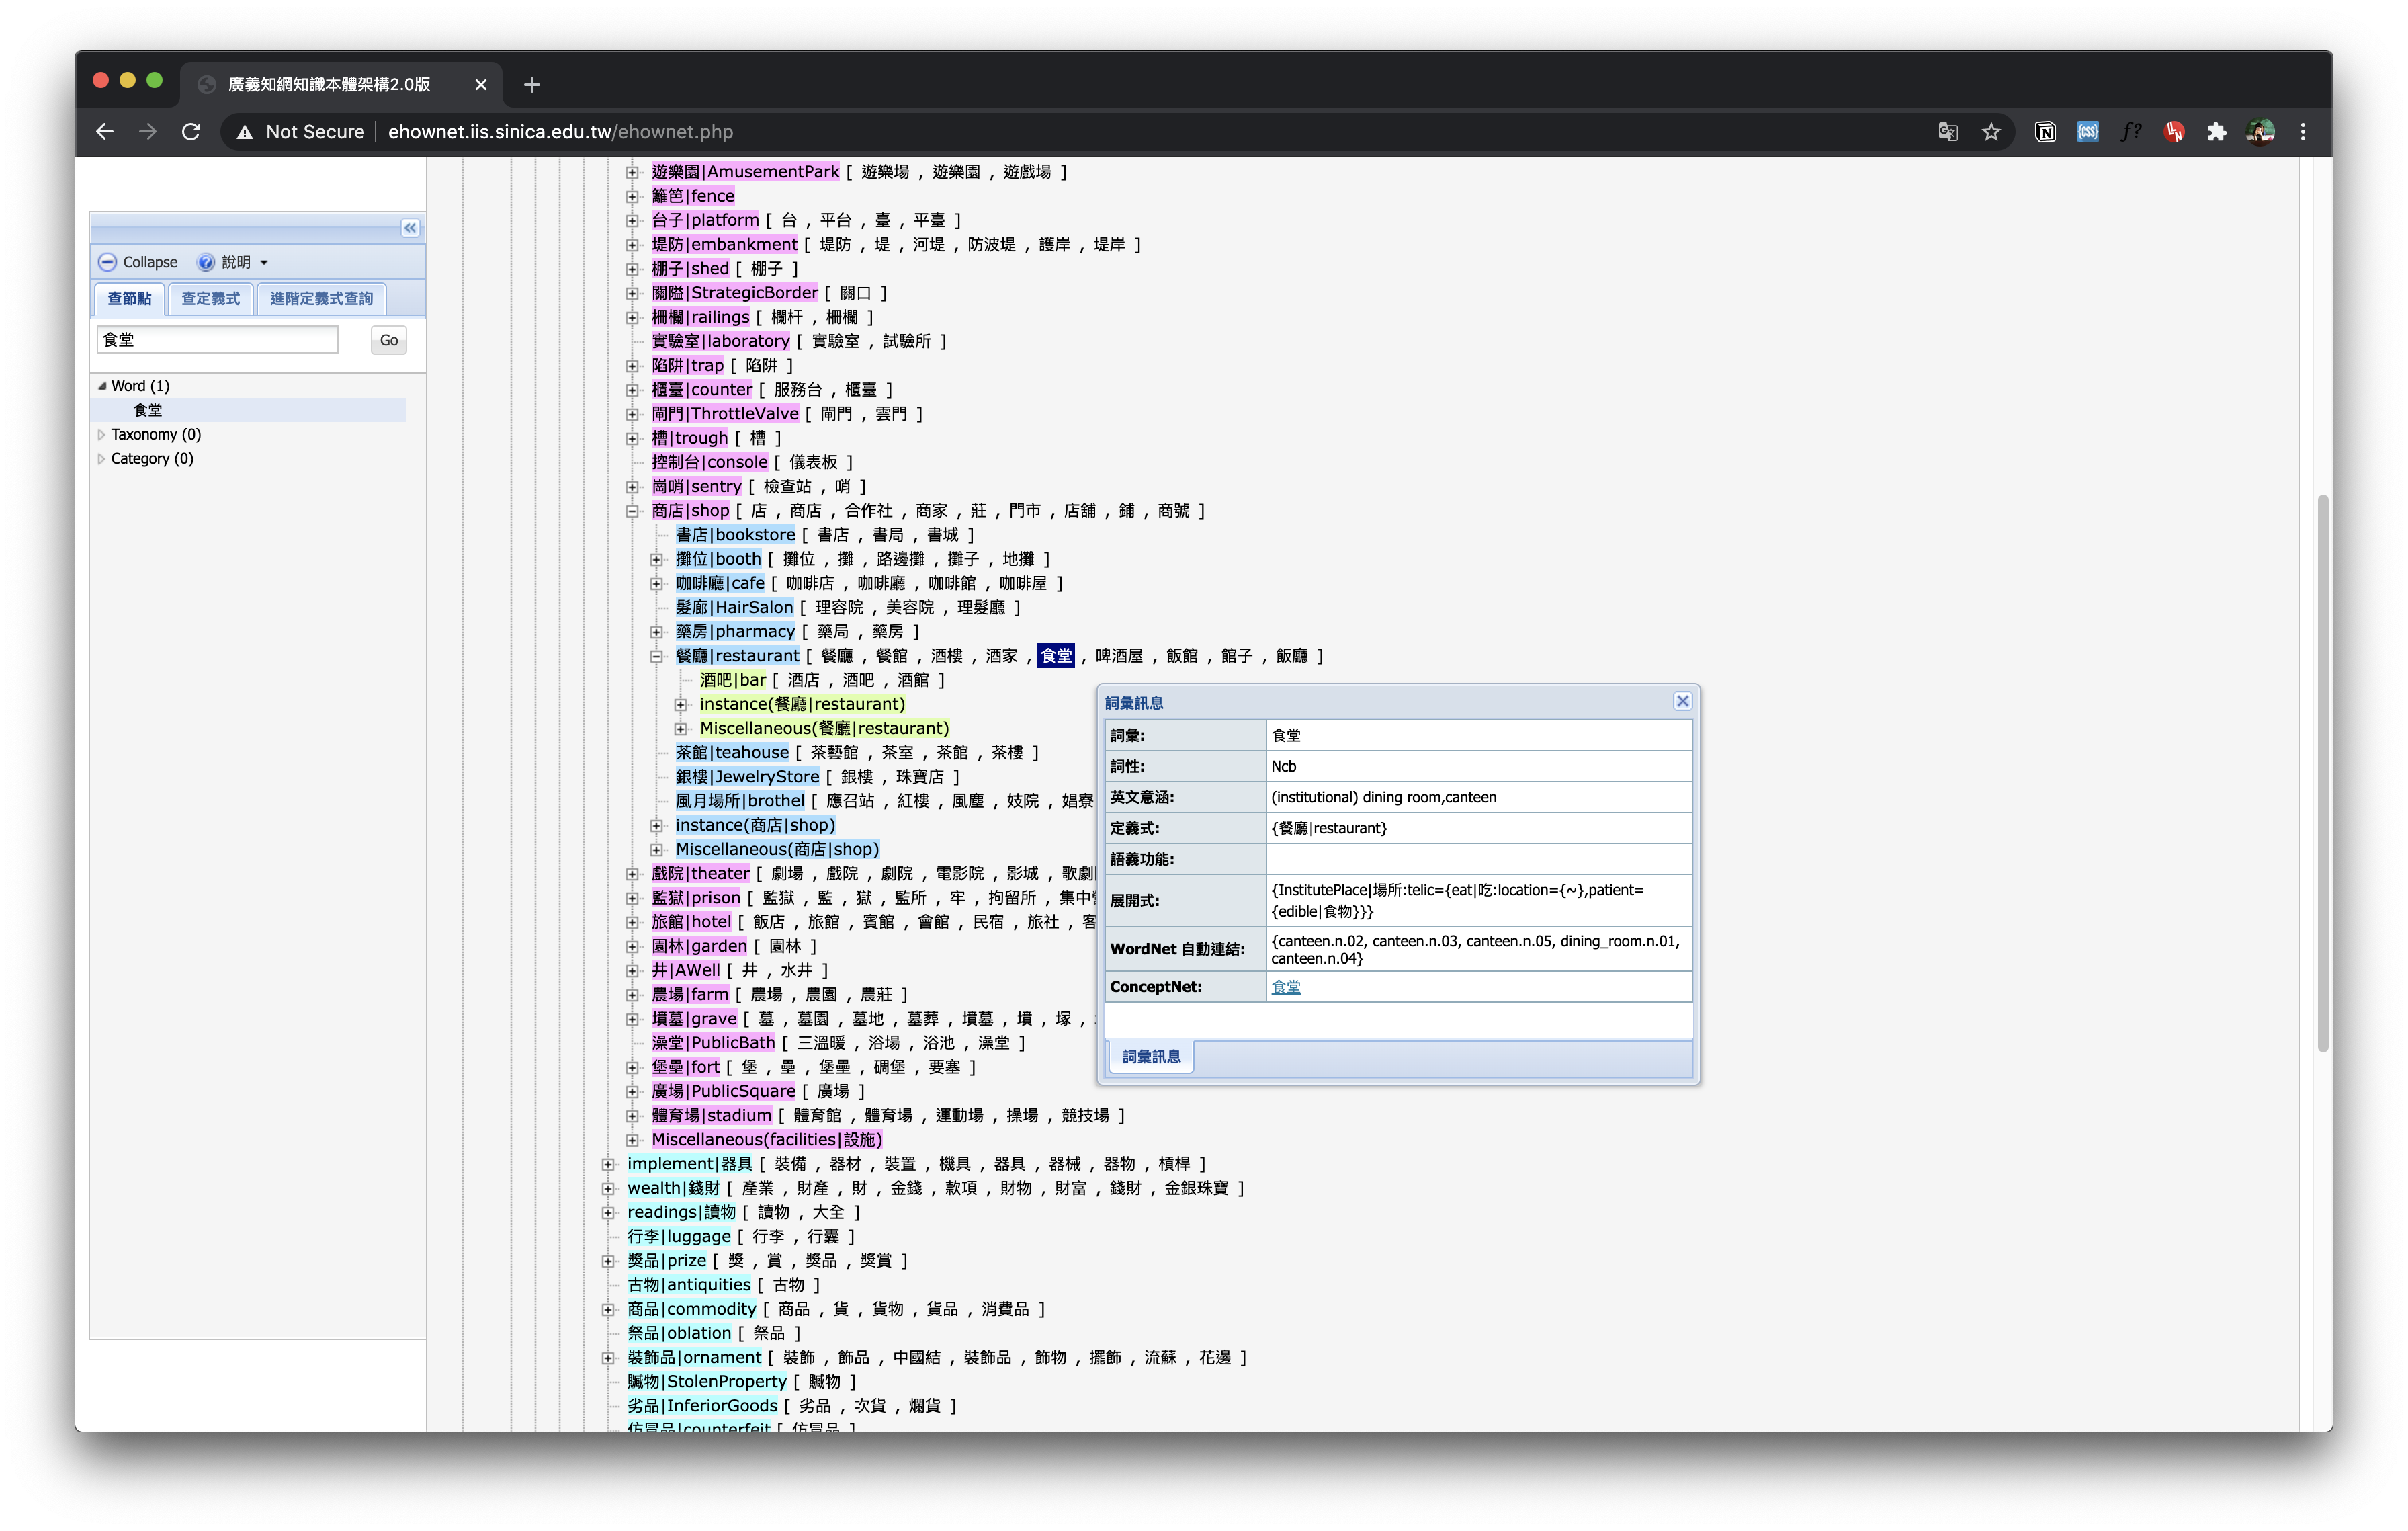 廣義知網知識本體架構2.0版
Not Secure ehownet.iis.sinica.edu.tw/ehownet.php
Collapse 說明
查節點 查定義式 進階定義式查詢
食堂 Go
Word (1)
食堂
Taxonomy (0)
Category (0)
遊樂園|AmusementPark [ 遊樂場 , 遊樂園 , 遊戲場 ]
籬笆|fence
台子|platform [ 台 , 平台 , 臺 , 平臺 ]
堤防|embankment [ 堤防 , 堤 , 河堤 , 防波堤 , 護岸 , 堤岸 ]
棚子|shed [ 棚子 ]
關隘|StrategicBorder [ 關口 ]
柵欄|railings [ 欄杆 , 柵欄 ]
實驗室|laboratory [ 實驗室 , 試驗所 ]
陷阱|trap [ 陷阱 ]
櫃臺|counter [ 服務台 , 櫃臺 ]
閘門|ThrottleValve [ 閘門 , 雲門 ]
槽|trough [ 槽 ]
控制台|console [ 儀表板 ]
崗哨|sentry [ 檢查站 , 哨 ]
商店|shop [ 店 , 商店 , 合作社 , 商家 , 莊 , 門市 , 店舖 , 鋪 , 商號 ]
書店|bookstore [ 書店 , 書局 , 書城 ]
攤位|booth [ 攤位 , 攤 , 路邊攤 , 攤子 , 地攤 ]
咖啡廳|cafe [ 咖啡店 , 咖啡廳 , 咖啡館 , 咖啡屋 ]
髮廊|HairSalon [ 理容院 , 美容院 , 理髮廳 ]
藥房|pharmacy [ 藥局 , 藥房 ]
餐廳|restaurant [ 餐廳 , 餐館 , 酒樓 , 酒家 , 食堂 , 啤酒屋 , 飯館 , 館子 , 飯廳 ]
酒吧|bar [ 酒店 , 酒吧 , 酒館 ]
instance(餐廳|restaurant)
Miscellaneous(餐廳|restaurant)
茶館|teahouse [ 茶藝館 , 茶室 , 茶館 , 茶樓 ]
銀樓|JewelryStore [ 銀樓 , 珠寶店 ]
風月場所|brothel [ 應召站 , 紅樓 , 風塵 , 妓院 , 娼寮
instance(商店|shop)
Miscellaneous(商店|shop)
戲院|theater [ 劇場 , 戲院 , 劇院 , 電影院 , 影城 , 歌劇
監獄|prison [ 監獄 , 監 , 獄 , 監所 , 牢 , 拘留所 , 集中
旅館|hotel [ 飯店 , 旅館 , 賓館 , 會館 , 民宿 , 旅社 , 客
園林|garden [ 園林 ]
井|AWell [ 井 , 水井 ]
農場|farm [ 農場 , 農園 , 農莊 ]
墳墓|grave [ 墓 , 墓園 , 墓地 , 墓葬 , 墳墓 , 墳 , 塚 ,
澡堂|PublicBath [ 三溫暖 , 浴場 , 浴池 , 澡堂 ]
堡壘|fort [ 堡 , 壘 , 堡壘 , 碉堡 , 要塞 ]
廣場|PublicSquare [ 廣場 ]
體育場|stadium [ 體育館 , 體育場 , 運動場 , 操場 , 競技場 ]
Miscellaneous(facilities|設施)
implement|器具 [ 裝備 , 器材 , 裝置 , 機具 , 器具 , 器械 , 器物 , 槓桿 ]
wealth|錢財 [ 產業 , 財產 , 財 , 金錢 , 款項 , 財物 , 財富 , 錢財 , 金銀珠寶 ]
readings|讀物 [ 讀物 , 大全 ]
行李|luggage [ 行李 , 行囊 ]
獎品|prize [ 獎 , 賞 , 獎品 , 獎賞 ]
古物|antiquities [ 古物 ]
商品|commodity [ 商品 , 貨 , 貨物 , 貨品 , 消費品 ]
祭品|oblation [ 祭品 ]
裝飾品|ornament [ 裝飾 , 飾品 , 中國結 , 裝飾品 , 飾物 , 擺飾 , 流蘇 , 花邊 ]
贓物|StolenProperty [ 贓物 ]
劣品|InferiorGoods [ 劣品 , 次貨 , 爛貨 ]
仿冒品|counterfeit [ 仿冒品 ]
詞彙訊息
詞彙: 食堂
詞性: Ncb
英文意涵: (institutional) dining room,canteen
定義式: {餐廳|restaurant}
語義功能:
展開式: {InstitutePlace|場所:telic={eat|吃:location={~},patient=
{edible|食物}}}
WordNet 自動連結: {canteen.n.02, canteen.n.03, canteen.n.05, dining_room.n.01,
canteen.n.04}
ConceptNet: 食堂
詞彙訊息